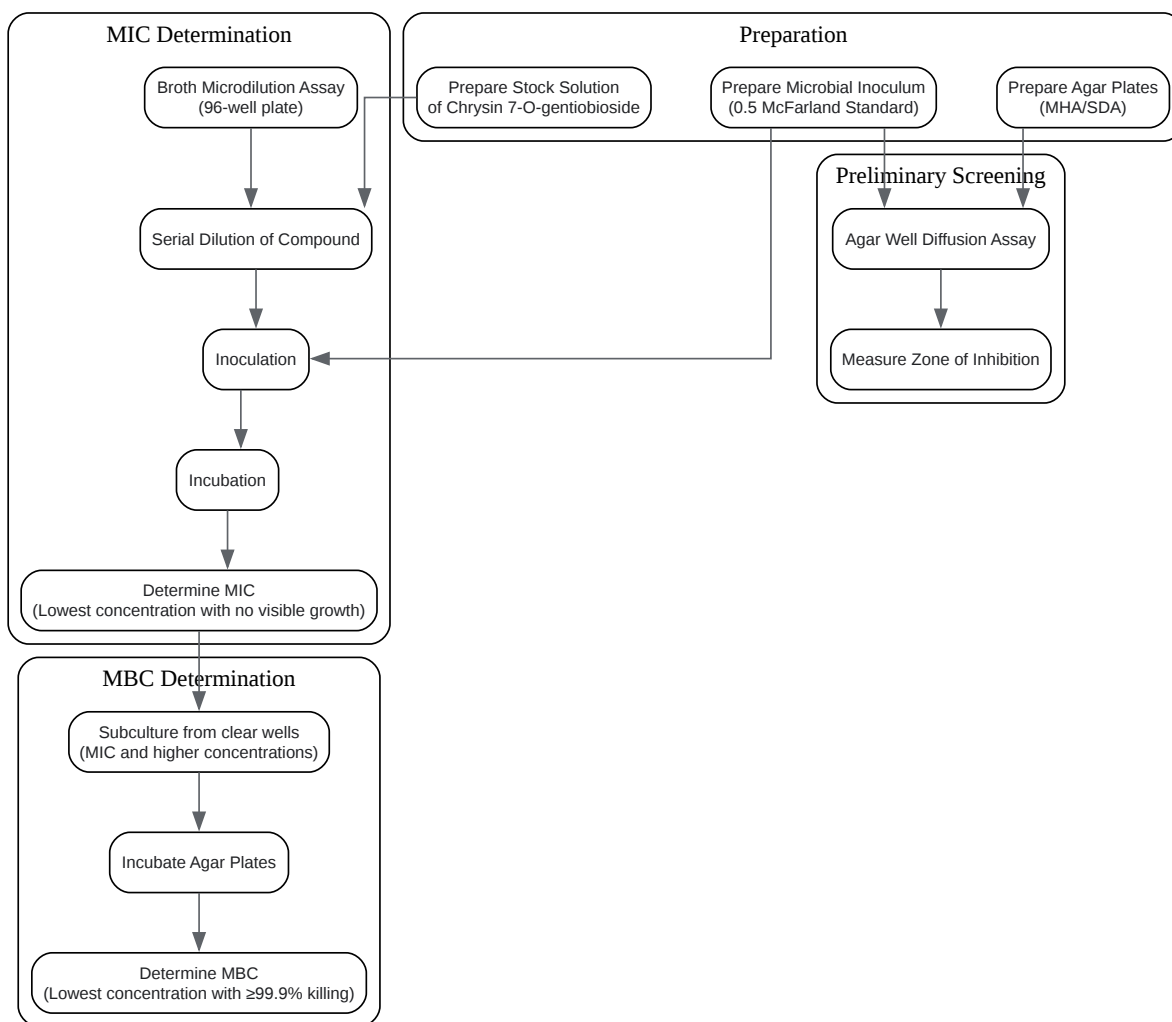 MIC Determination
Broth Microdilution Assay
(96-well plate)
Serial Dilution of Compound
Inoculation
Incubation
Determine MIC
(Lowest concentration with no visible growth)
Preparation
Prepare Stock Solution
of Chrysin 7-O-gentiobioside
Prepare Microbial Inoculum
(0.5 McFarland Standard)
Prepare Agar Plates
(MHA/SDA)
Preliminary Screening
Agar Well Diffusion Assay
Measure Zone of Inhibition
MBC Determination
Subculture from clear wells
(MIC and higher concentrations)
Incubate Agar Plates
Determine MBC
(Lowest concentration with ≥99.9% killing)